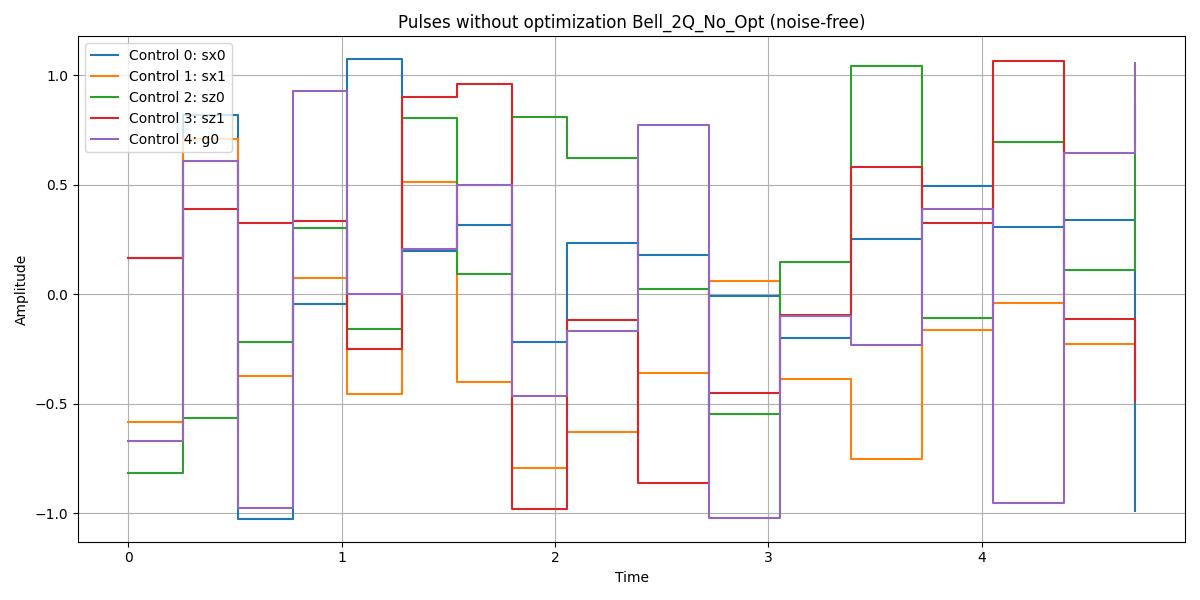 Pulses without optimization Bell_2Q_No_Opt (noise-free)
Control 0: sx0
Control 1: sx1
Control 2: sz0
Control 3: sz1
Control 4: g0
Amplitude
1.0
0.5
0.0
−0.5
−1.0
0 1 2 3 4
Time